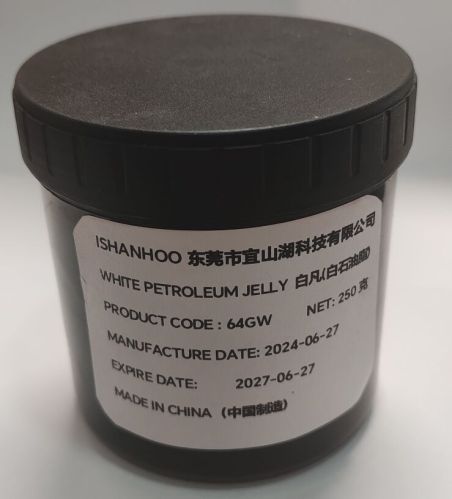 ISHANHOO 东莞市宜山湖科技有限公司
WHITE PETROLEUM JELLY 白凡(白石油脂)
PRODUCT CODE : 64GW NET: 250 克
MANUFACTURE DATE: 2024-06-27
EXPIRE DATE: 2027-06-27
MADE IN CHINA (中国制造)